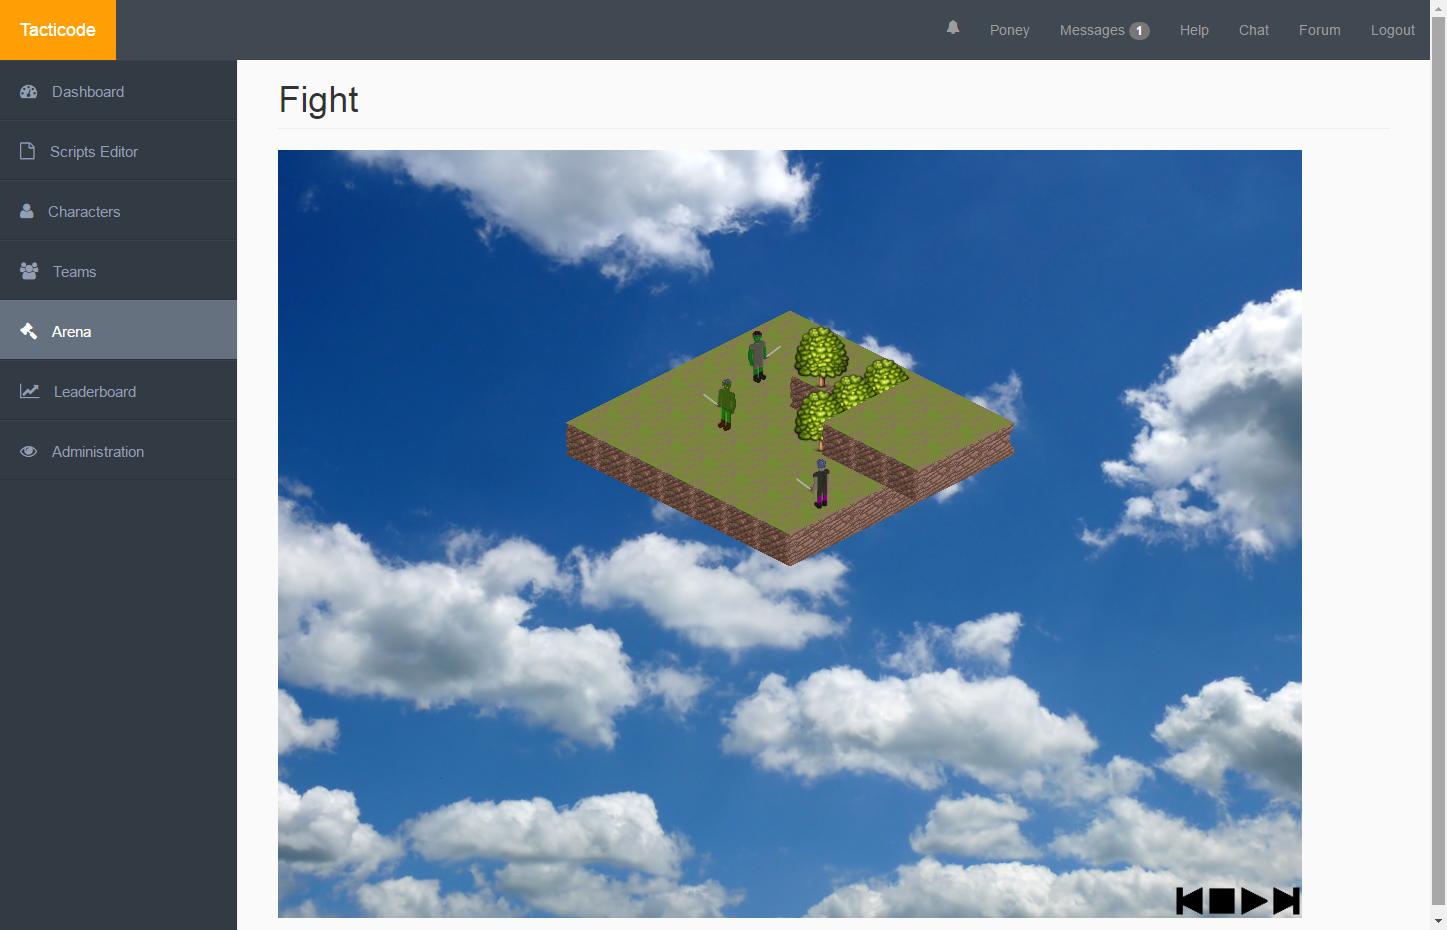 Tacticode
Poney
Messages 1
Help
Chat
Forum
Logout
Dashboard
Scripts Editor
Characters
Teams
Arena
Leaderboard
Administration
Fight